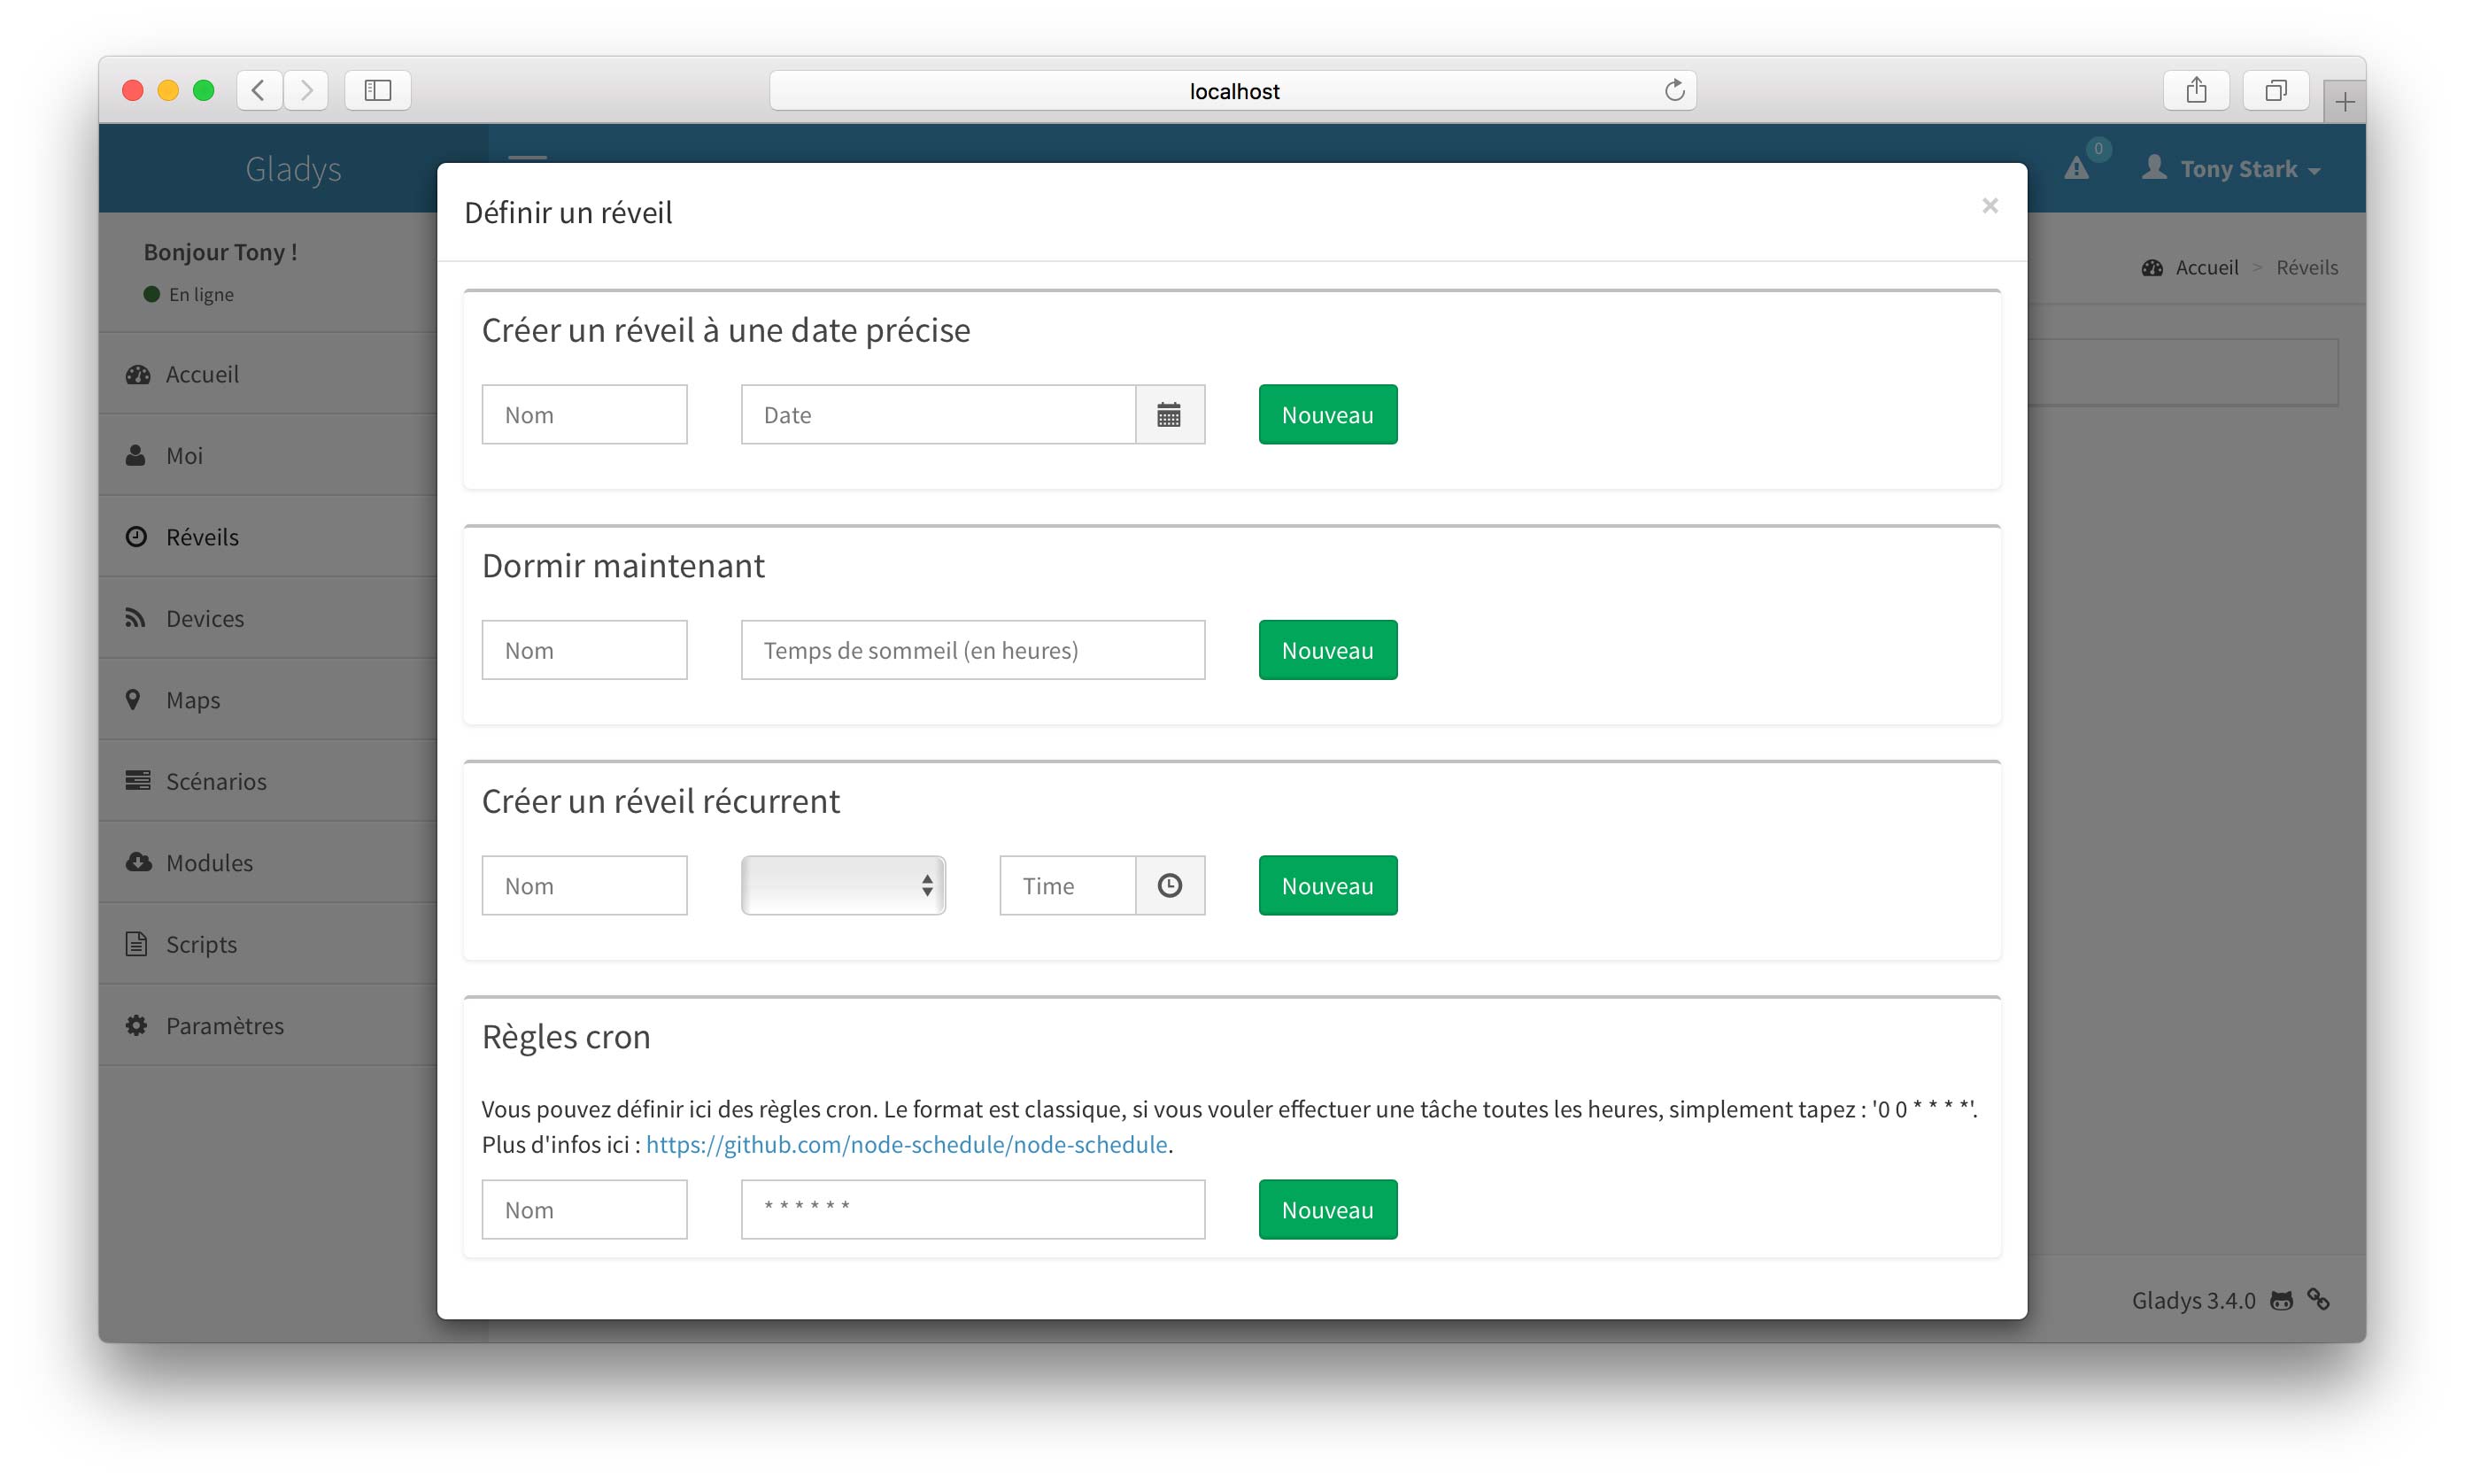 localhost
Gladys
0
Tony Stark
Bonjour Tony !
En ligne
Accueil > Réveils
Accueil
Moi
Réveils
Devices
Maps
Scénarios
Modules
Scripts
Paramètres
Définir un réveil
×
Créer un réveil à une date précise
Nom
Date
Nouveau
Dormir maintenant
Nom
Temps de sommeil (en heures)
Nouveau
Créer un réveil récurrent
Nom
Time
Nouveau
Règles cron
Vous pouvez définir ici des règles cron. Le format est classique, si vous vouler effectuer une tâche toutes les heures, simplement tapez : '0 0 * * * *'.
Plus d'infos ici : https://github.com/node-schedule/node-schedule.
Nom
* * * * * *
Nouveau
Gladys 3.4.0